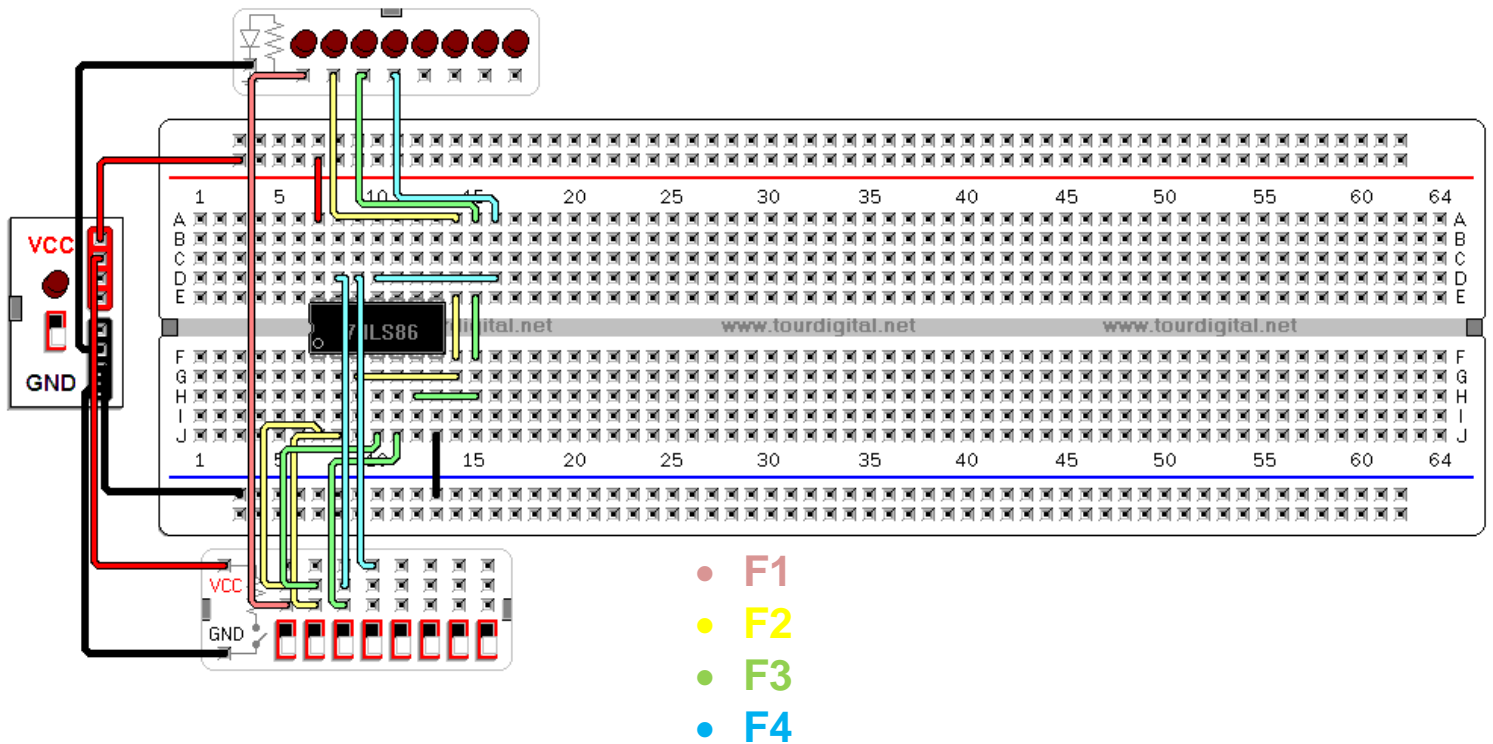 1 5 10 15 20 25 30 35 40 45 50 55 60 64
A A
B B
VCC
C C
D D
E E
74LS86 digital.net www.tourdigital.net www.tourdigital.net
F F
GND
G G
H H
I I
J J
1 5 10 15 20 25 30 35 40 45 50 55 60 64
VCC
GND
• F1
• F2
• F3
• F4